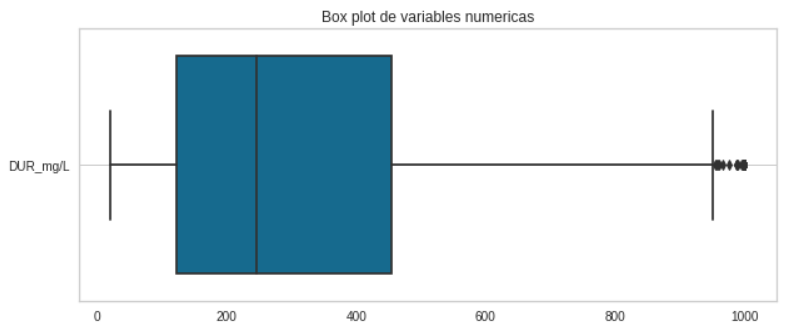 Box plot de variables numericas
DUR_mg/L
0 200 400 600 800 1000